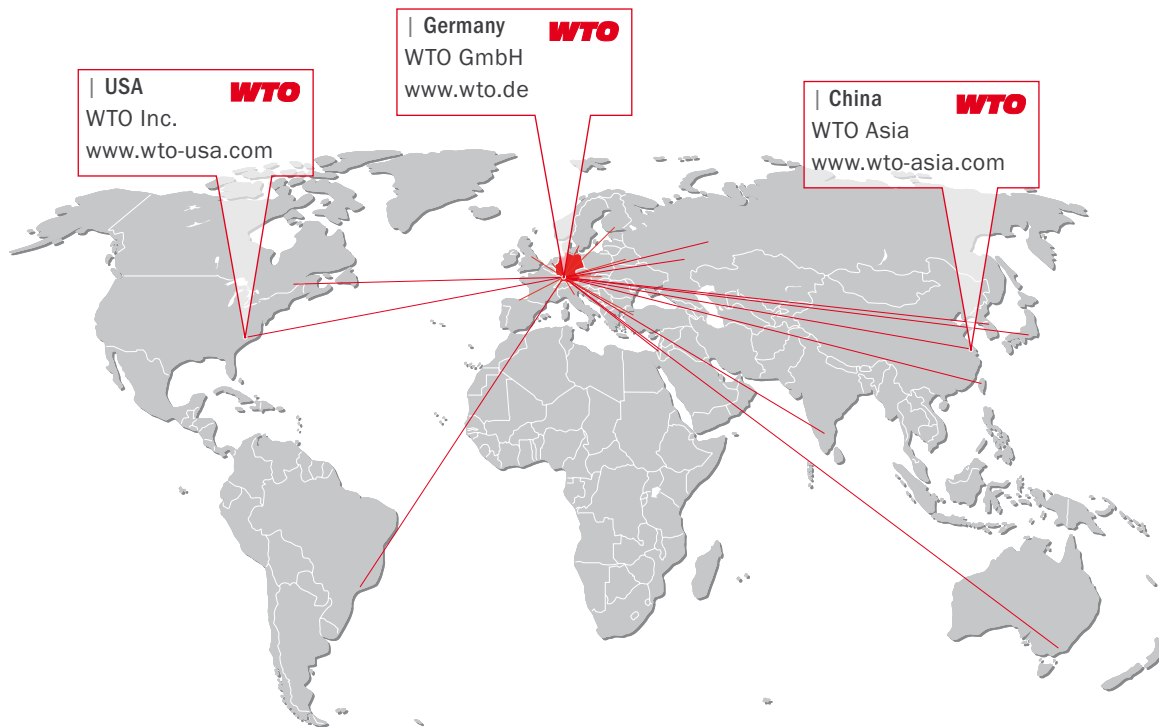 | USA WTO
WTO Inc.
www.wto-usa.com
| Germany WTO
WTO GmbH
www.wto.de
| China WTO
WTO Asia
www.wto-asia.com